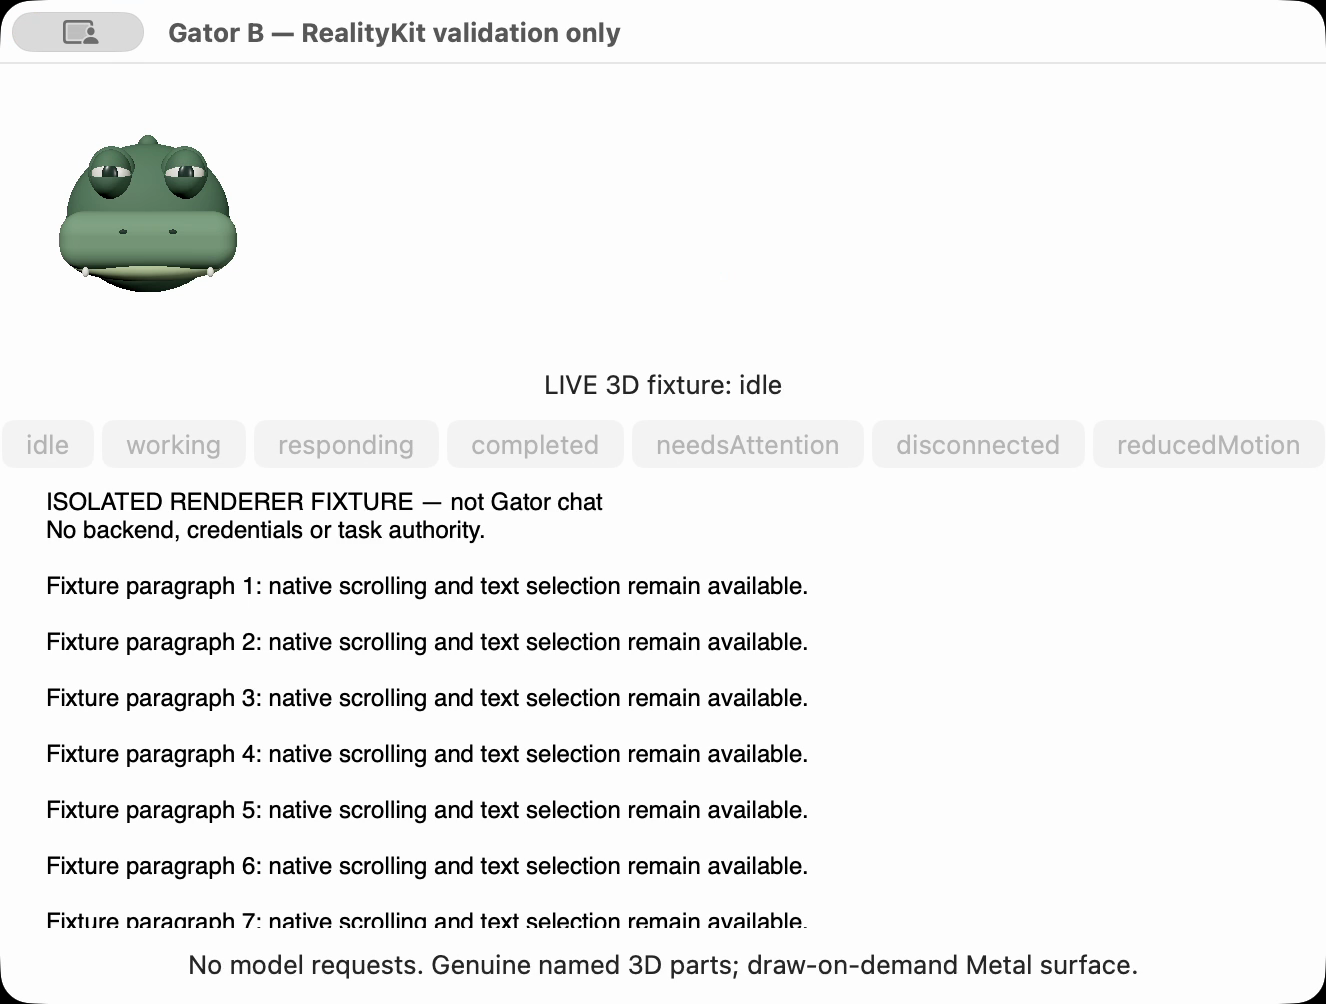 Gator B — RealityKit validation only
LIVE 3D fixture: idle
idle working responding completed needsAttention disconnected reducedMotion
ISOLATED RENDERER FIXTURE — not Gator chat
No backend, credentials or task authority.
Fixture paragraph 1: native scrolling and text selection remain available.
Fixture paragraph 2: native scrolling and text selection remain available.
Fixture paragraph 3: native scrolling and text selection remain available.
Fixture paragraph 4: native scrolling and text selection remain available.
Fixture paragraph 5: native scrolling and text selection remain available.
Fixture paragraph 6: native scrolling and text selection remain available.
Fixture paragraph 7: native scrolling and text selection remain available.
No model requests. Genuine named 3D parts; draw-on-demand Metal surface.